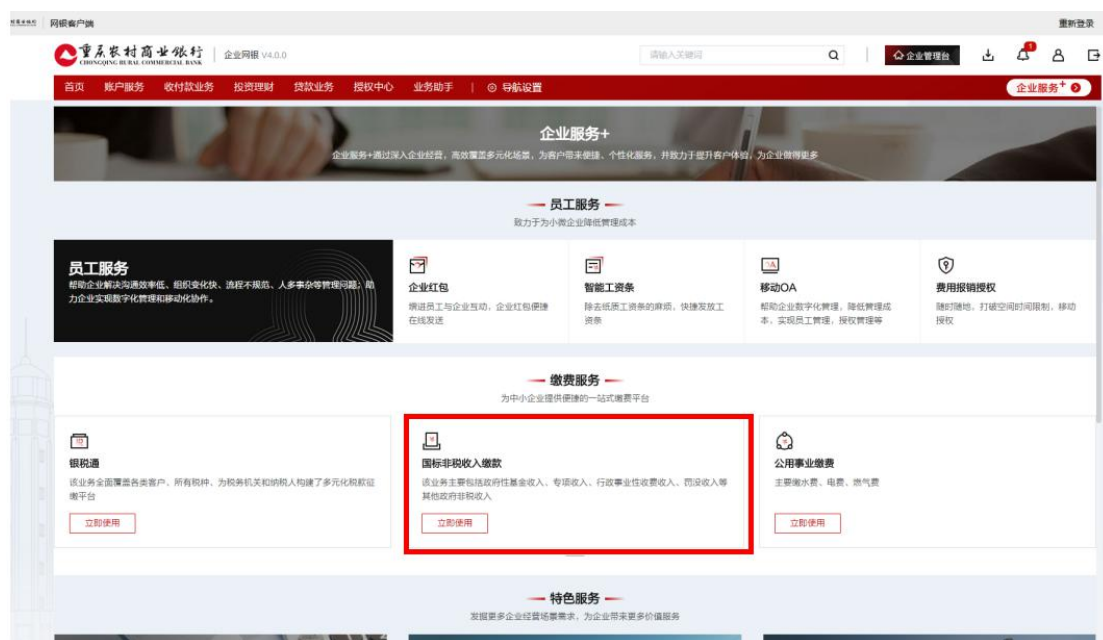 网银客户端
重新登录
重庆农村商业银行
CHONGQING RURAL COMMERCIAL BANK
企业网银 V4.0.0
请输入关键词
企业管理台
1
首页 账户服务 收付款业务 投资理财 贷款业务 授权中心 业务助手 | 导航设置
企业服务+
企业服务+
企业服务+通过深入企业经营，高效覆盖多元化场景，为客户带来便捷、个性化服务，并致力于提升客户体验，为企业做得更多
员工服务
致力于为小微企业降低管理成本
员工服务
帮助企业解决沟通效率低、组织变化快、流程不规范、人多事杂等管理问题；助
力企业实现数字化管理和移动化协作。
企业红包
增进员工与企业互动，企业红包便捷
在线发送
智能工资条
除去纸质工资条的麻烦，快捷发放工
资条
移动OA
帮助企业数字化管理，降低管理成
本，实现员工管理，授权管理等
费用报销授权
随时随地，打破空间时间限制，移动
授权
缴费服务
为中小企业提供便捷的一站式缴费平台
银税通
该业务全面覆盖各类客户、所有税种，为税务机关和纳税人构建了多元化税款征
缴平台
立即使用
国标非税收入缴款
该业务主要包括政府性基金收入、专项收入、行政事业性收费收入、罚没收入等
其他政府非税收入
立即使用
公用事业缴费
主要缴水费、电费、燃气费
立即使用
特色服务
发掘更多企业经营场景需求，为企业带来更多价值服务